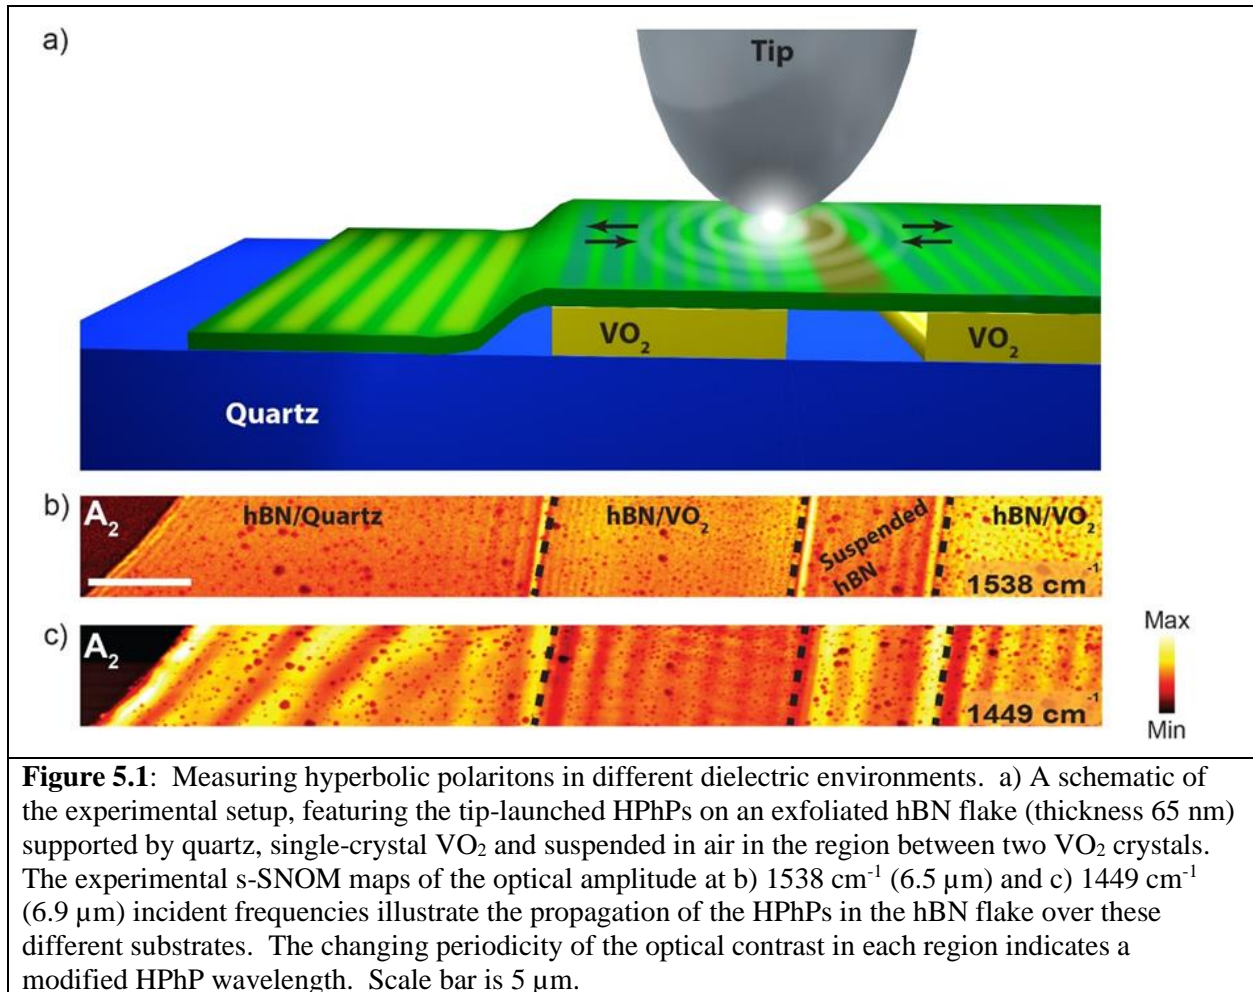 a)
Tip
VO₂
VO₂
Quartz
b)
A₂
hBN/Quartz
hBN/VO₂
Suspended
hBN
hBN/VO₂
1538 cm⁻¹
c)
A₂
1449 cm⁻¹
Max
Min
Figure 5.1:  Measuring hyperbolic polaritons in different dielectric environments.  a) A schematic of
the experimental setup, featuring the tip-launched HPhPs on an exfoliated hBN flake (thickness 65 nm)
supported by quartz, single-crystal VO₂ and suspended in air in the region between two VO₂ crystals.
The experimental s-SNOM maps of the optical amplitude at b) 1538 cm⁻¹ (6.5 µm) and c) 1449 cm⁻¹
(6.9 µm) incident frequencies illustrate the propagation of the HPhPs in the hBN flake over these
different substrates.  The changing periodicity of the optical contrast in each region indicates a
modified HPhP wavelength.  Scale bar is 5 µm.